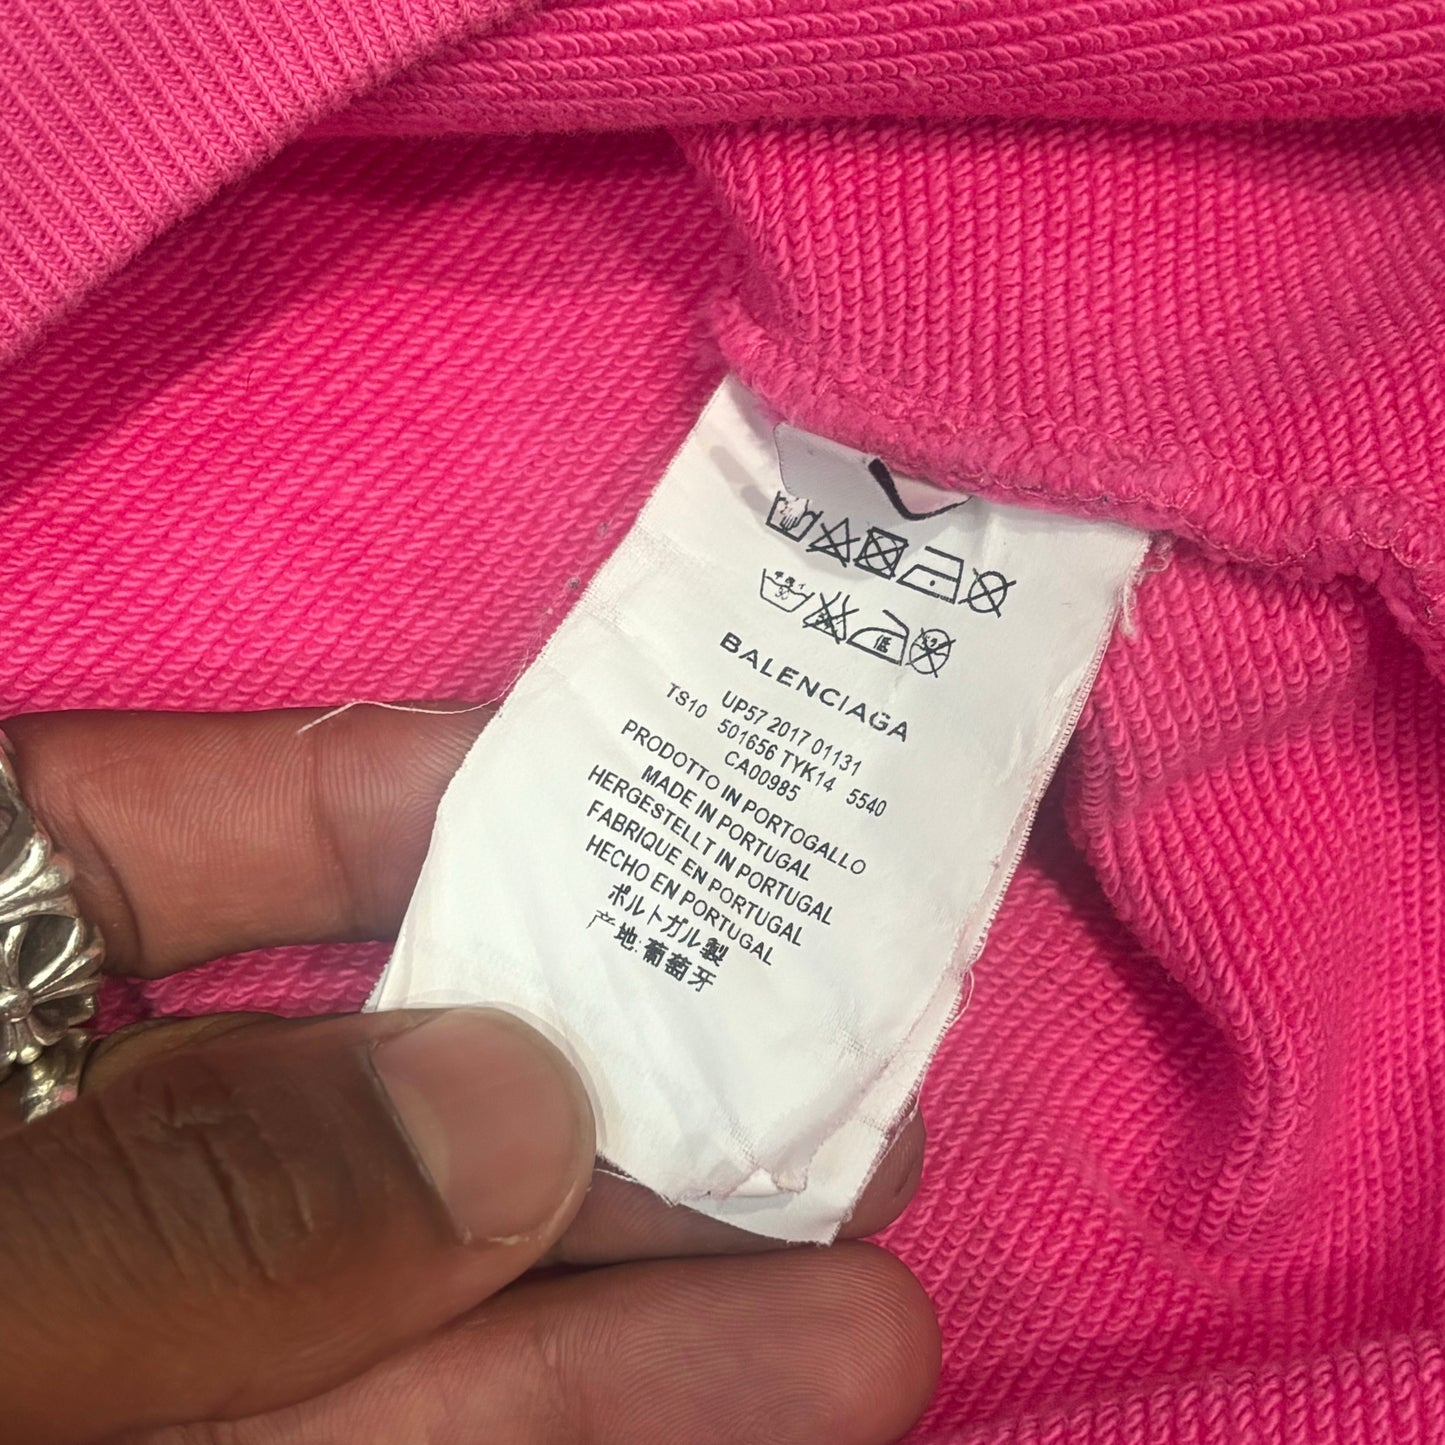 BALENCIAGA
UP57 2017 01131
TS10 501656 TYK14 5540
CA00985
PRODOTTO IN PORTOGALLO
MADE IN PORTUGAL
HERGESTELLT IN PORTUGAL
FABRIQUE EN PORTUGAL
HECHO EN PORTUGAL
ポルトガル製
产地:葡萄牙